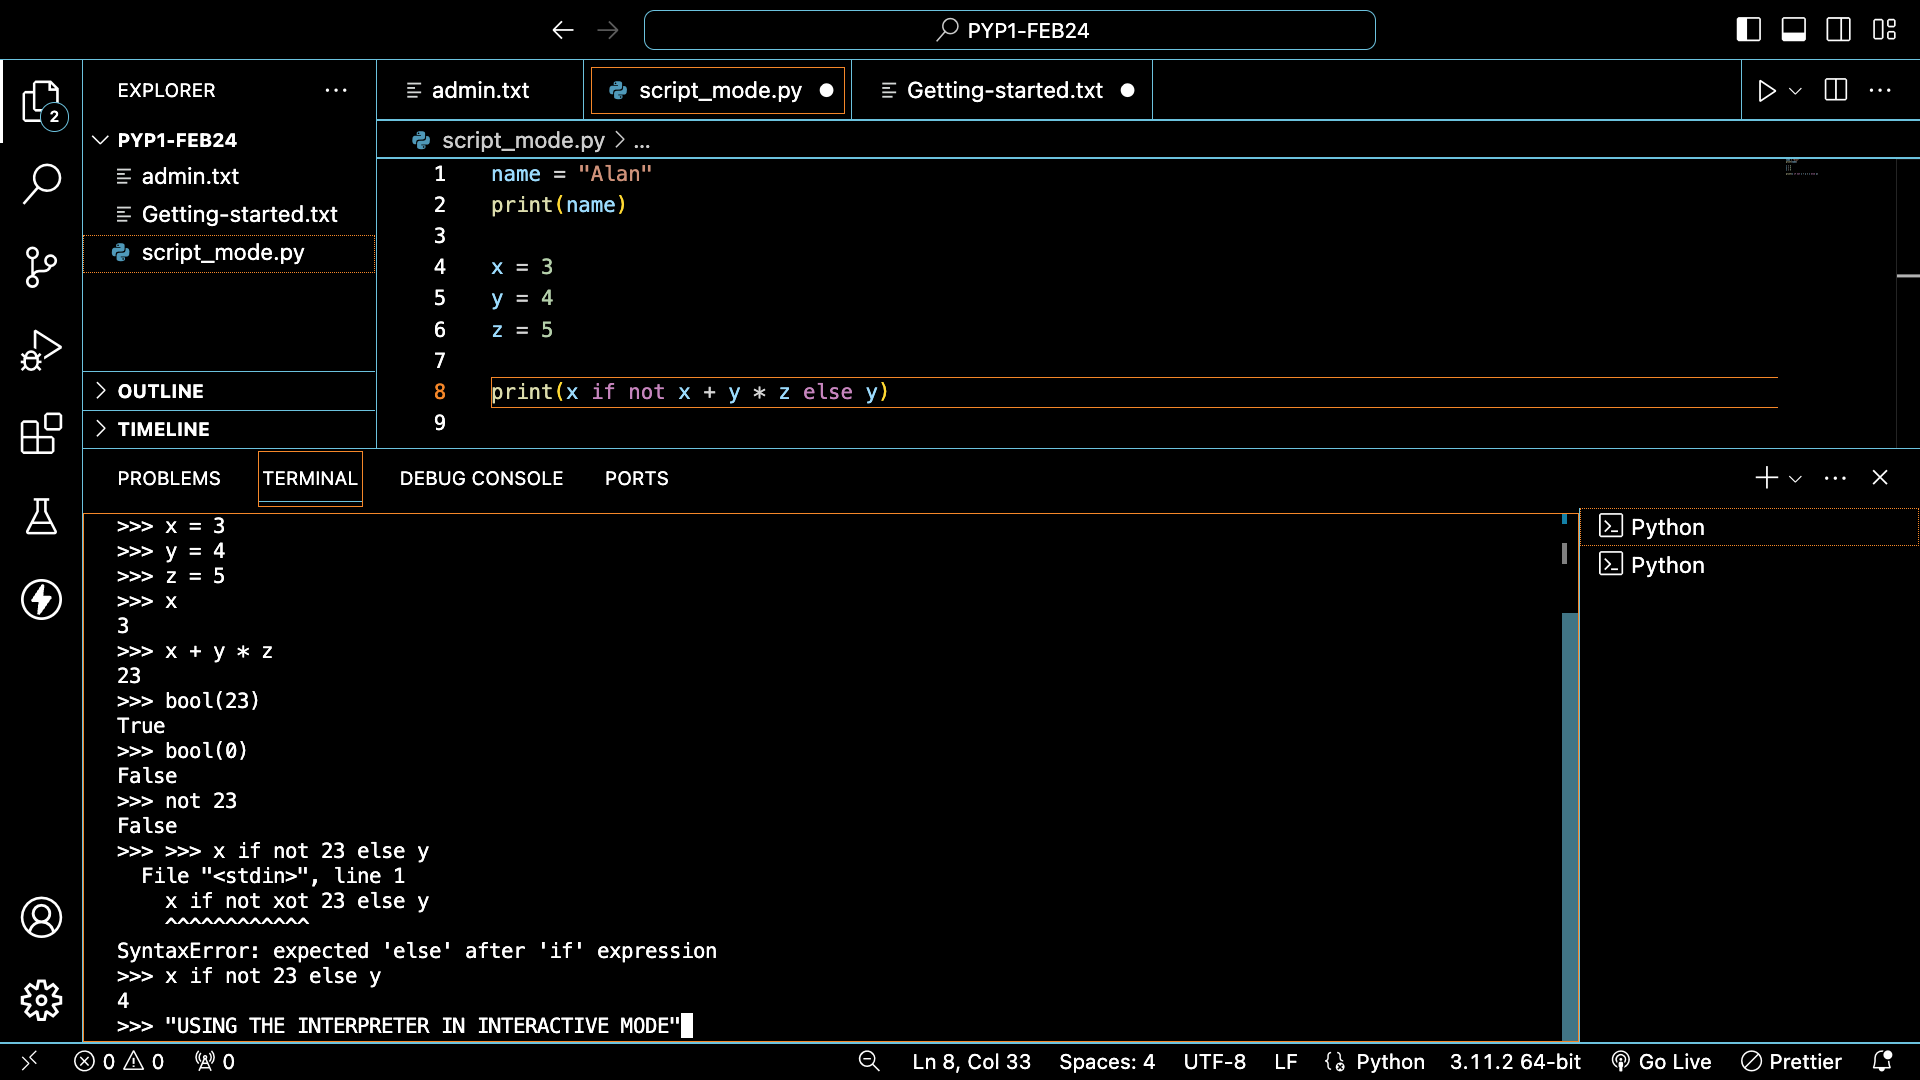 PYP1-FEB24
EXPLORER
2
PYP1-FEB24
admin.txt
Getting-started.txt
script_mode.py
OUTLINE
TIMELINE
admin.txt
script_mode.py
Getting-started.txt
script_mode.py > ...
1 name = "Alan"
2 print(name)
3
4 x = 3
5 y = 4
6 z = 5
7
8 print(x if not x + y * z else y)
9
PROBLEMS TERMINAL DEBUG CONSOLE PORTS
>>> x = 3
>>> y = 4
>>> z = 5
>>> x
3
>>> x + y * z
23
>>> bool(23)
True
>>> bool(0)
False
>>> not 23
False
>>> >>> x if not 23 else y
File "<stdin>", line 1
x if not xot 23 else y
^^^^^^^^^^^^
SyntaxError: expected 'else' after 'if' expression
>>> x if not 23 else y
4
>>> "USING THE INTERPRETER IN INTERACTIVE MODE"
Python
Python
0 0 0 Ln 8, Col 33 Spaces: 4 UTF-8 LF Python 3.11.2 64-bit Go Live Prettier